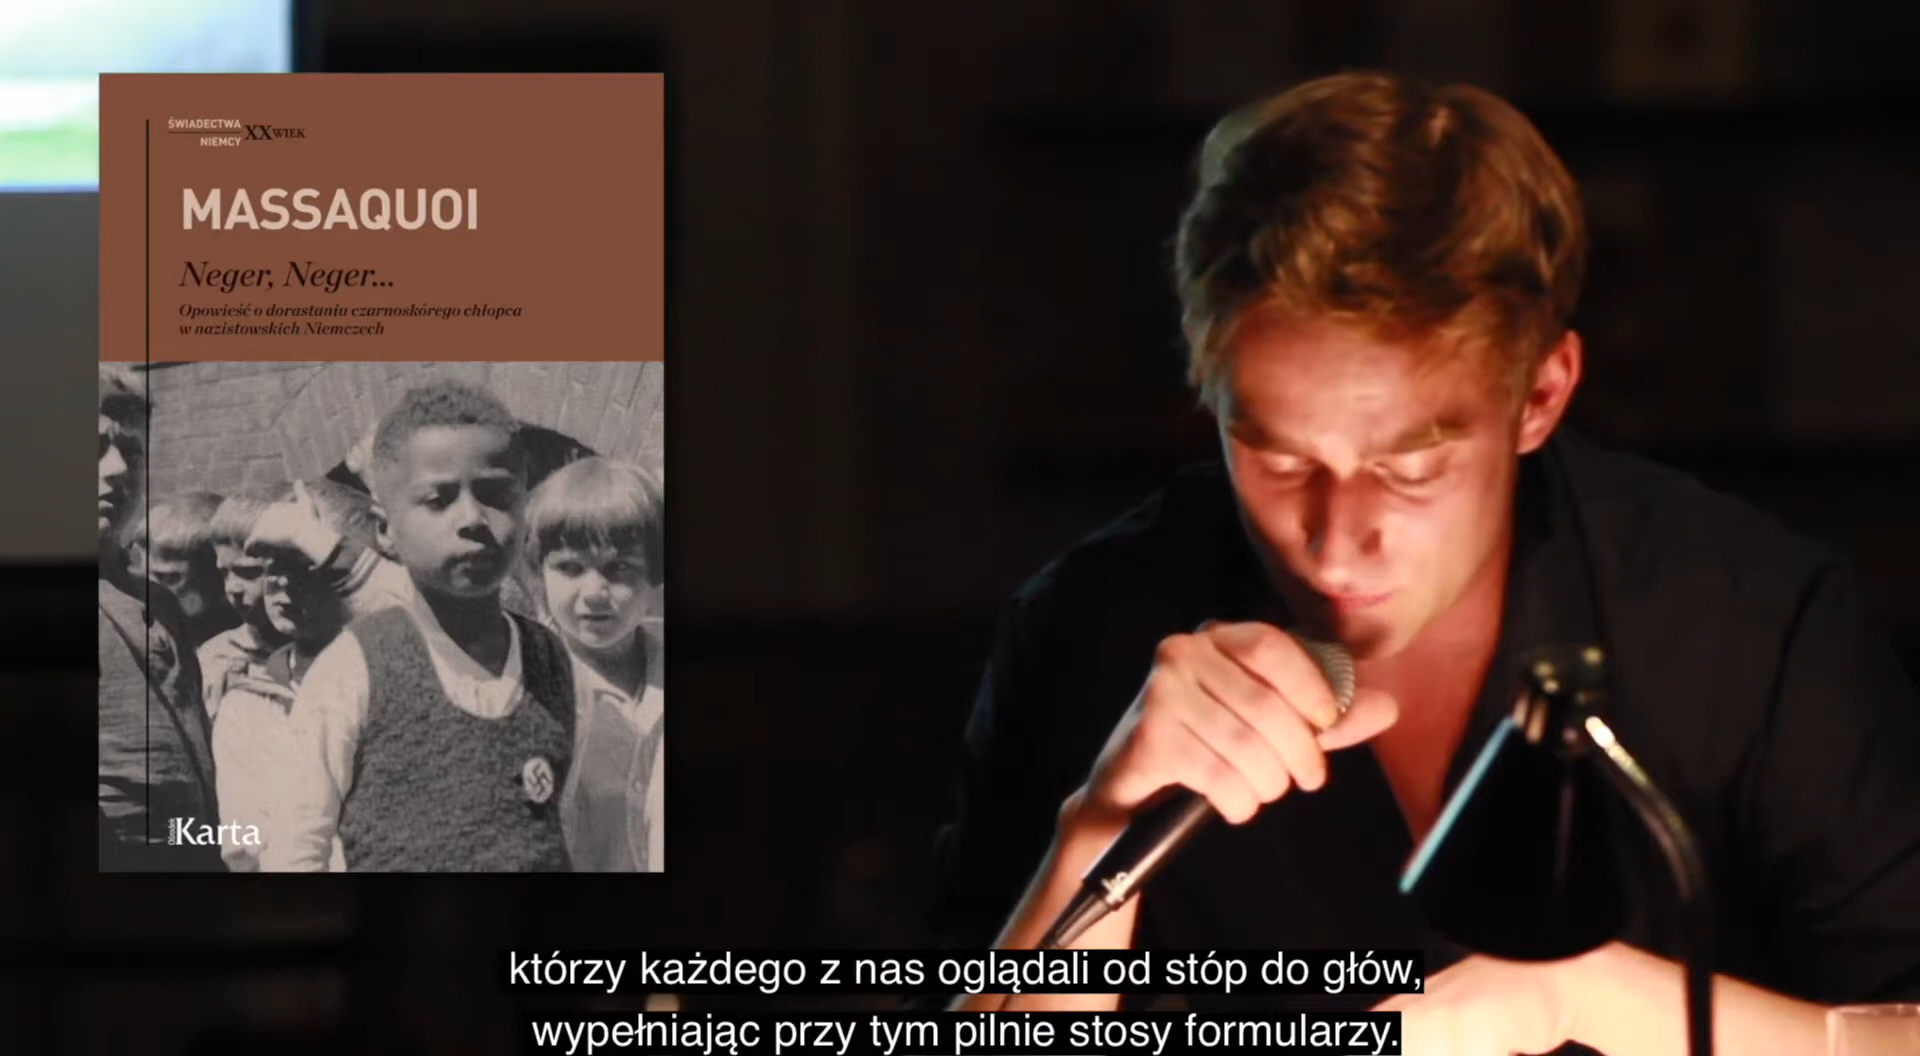 ŚWIADECTWA
NIEMCY
XX WIEK
MASSAQUOI
Neger, Neger...
Opowieść o dorastaniu czarnoskórego chłopca
w nazistowskich Niemczech
Ośrodek
Karta
którzy każdego z nas oglądali od stóp do głów,
wypełniając przy tym pilnie stosy formularzy.